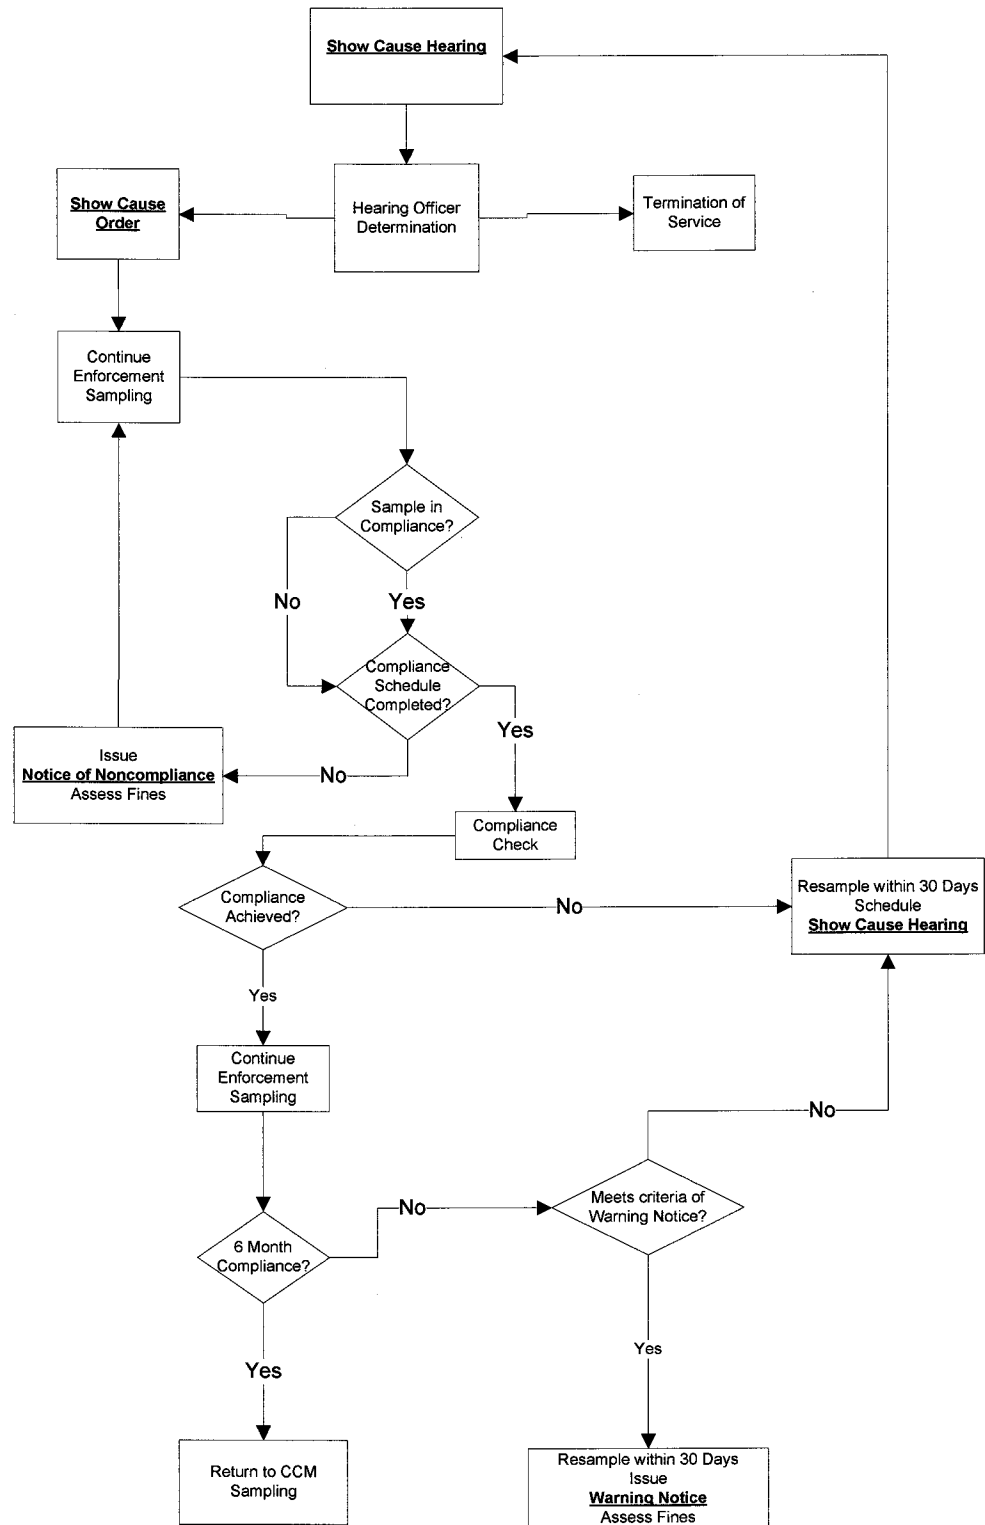 Show Cause Hearing
Show Cause
Order
Hearing Officer
Determination
Termination of
Service
Continue
Enforcement
Sampling
Sample in
Compliance?
No
Yes
Compliance
Schedule
Completed?
Yes
Issue
Notice of Noncompliance
Assess Fines
No
Compliance
Check
Compliance
Achieved?
No
Resample within 30 Days
Schedule
Show Cause Hearing
Yes
Continue
Enforcement
Sampling
No
Meets criteria of
Warning Notice?
No
6 Month
Compliance?
Yes
Yes
Return to CCM
Sampling
Resample within 30 Days
Issue
Warning Notice
Assess Fines